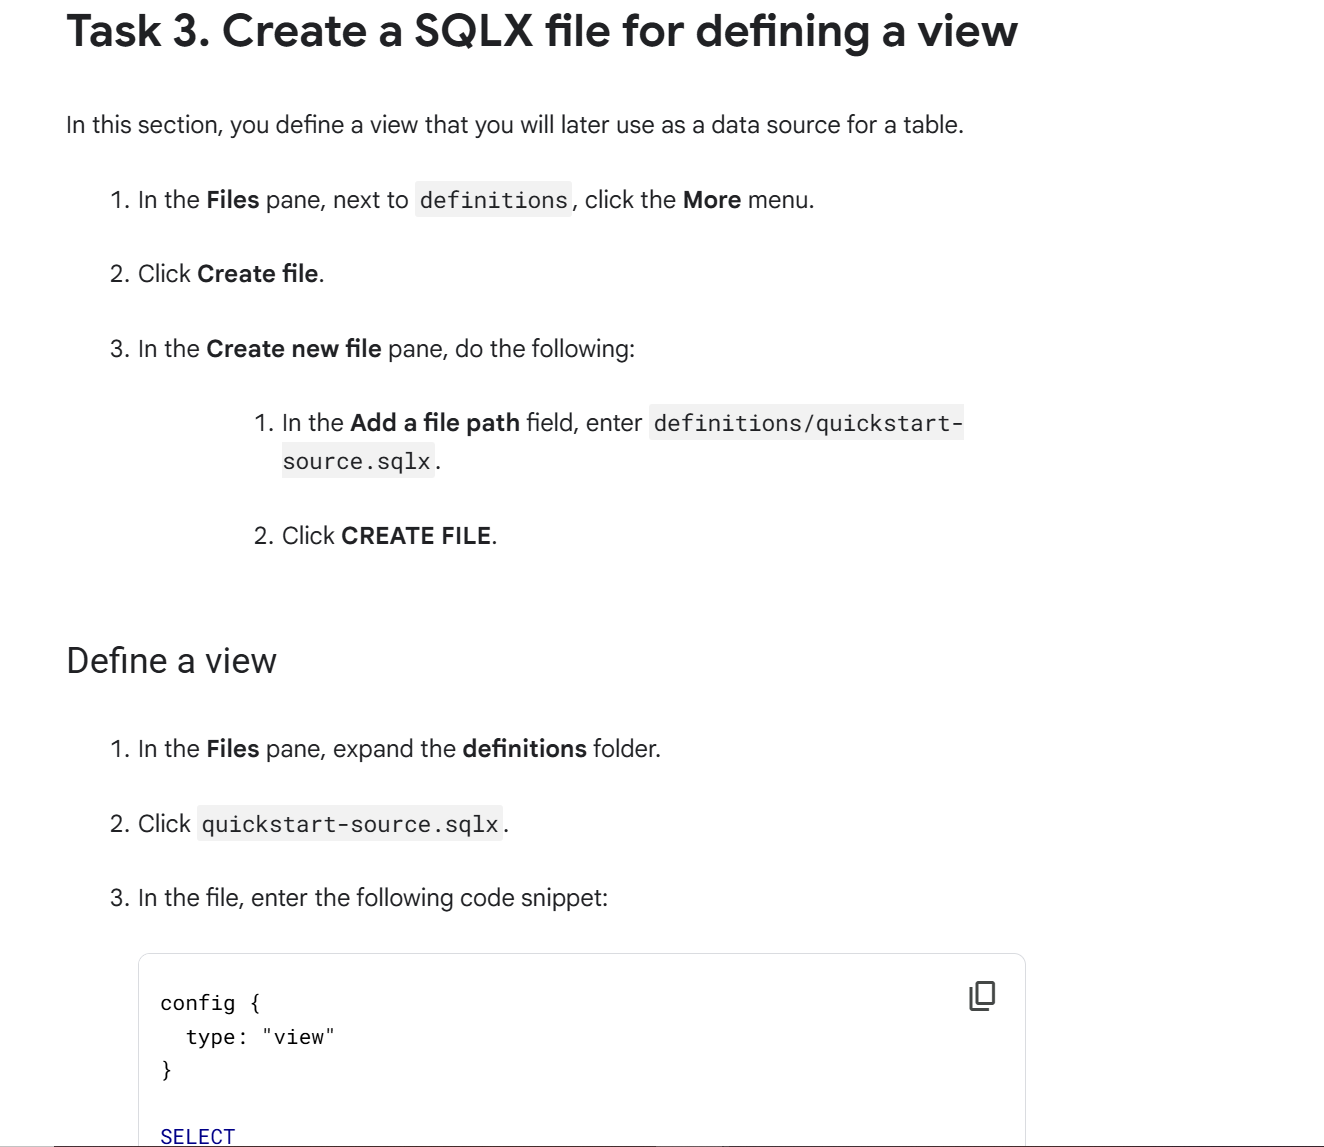 Task 3. Create a SQLX file for defining a view
In this section, you define a view that you will later use as a data source for a table.
1. In the Files pane, next to definitions, click the More menu.
2. Click Create file.
3. In the Create new file pane, do the following:
1. In the Add a file path field, enter definitions/quickstart-
source.sqlx.
2. Click CREATE FILE.
Define a view
1. In the Files pane, expand the definitions folder.
2. Click quickstart-source.sqlx.
3. In the file, enter the following code snippet:
config {
  type: "view"
}
SELECT